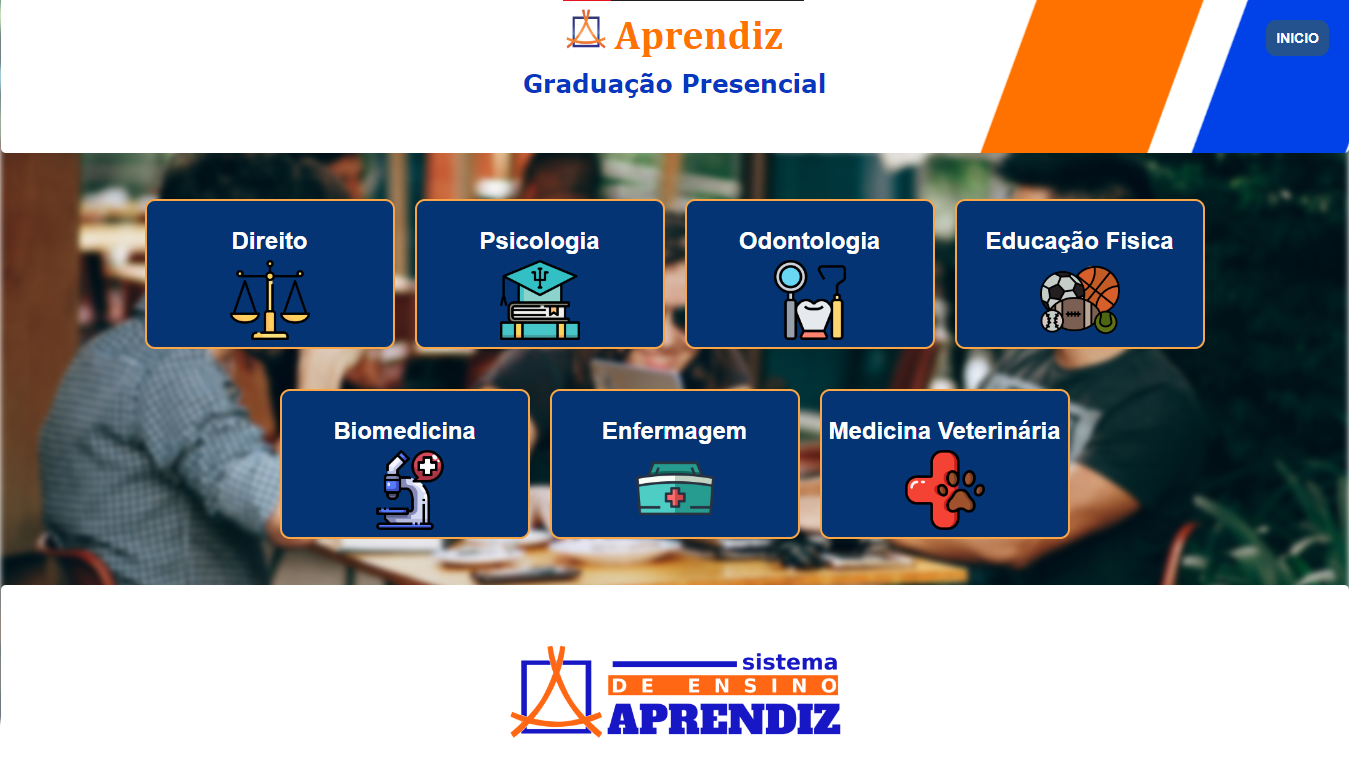 Aprendiz
Graduação Presencial
INICIO
Direito
Psicologia
Odontologia
Educação Fisica
Biomedicina
Enfermagem
Medicina Veterinária
sistema
DE ENSINO
APRENDIZ